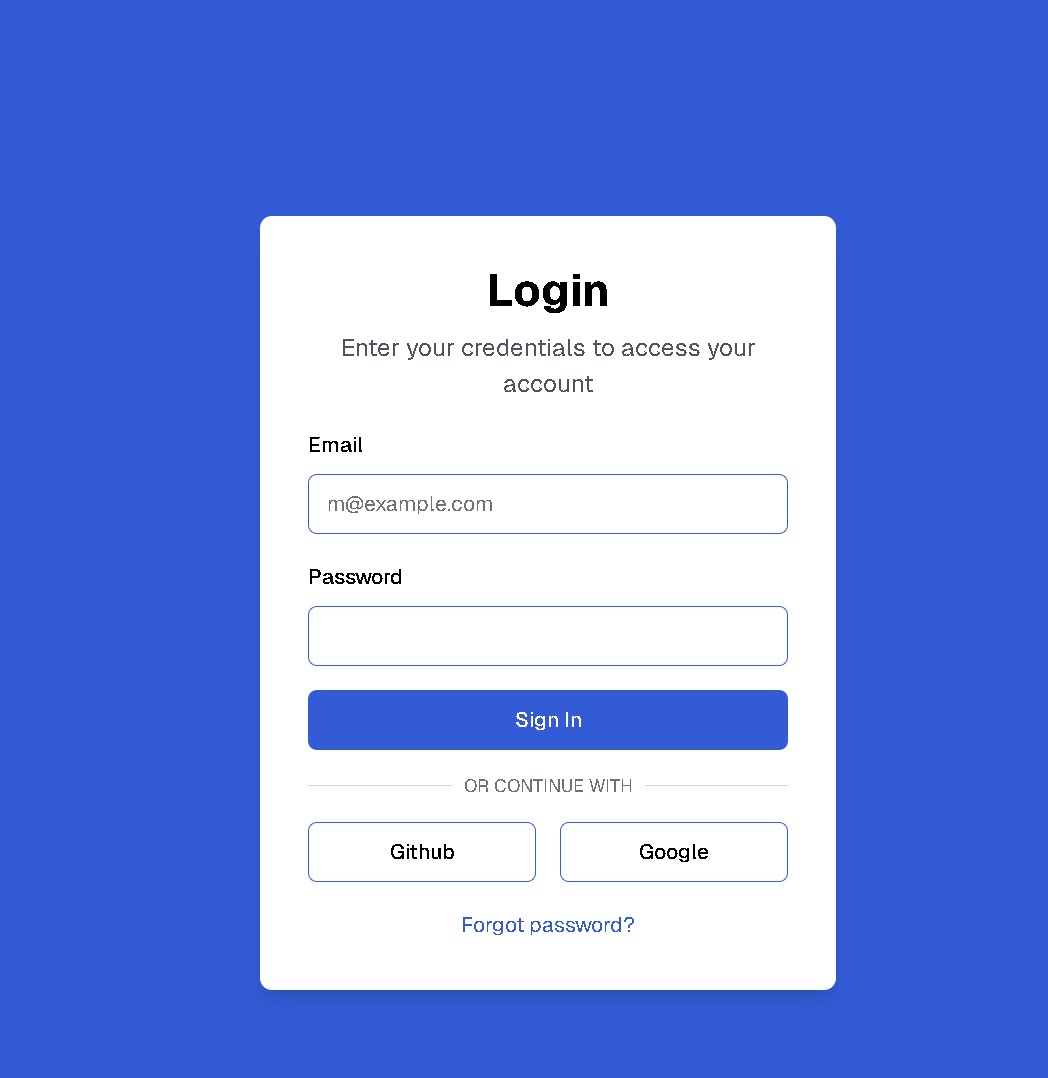 Login
Enter your credentials to access your
account
Email
m@example.com
Password
Sign In
OR CONTINUE WITH
Github
Google
Forgot password?